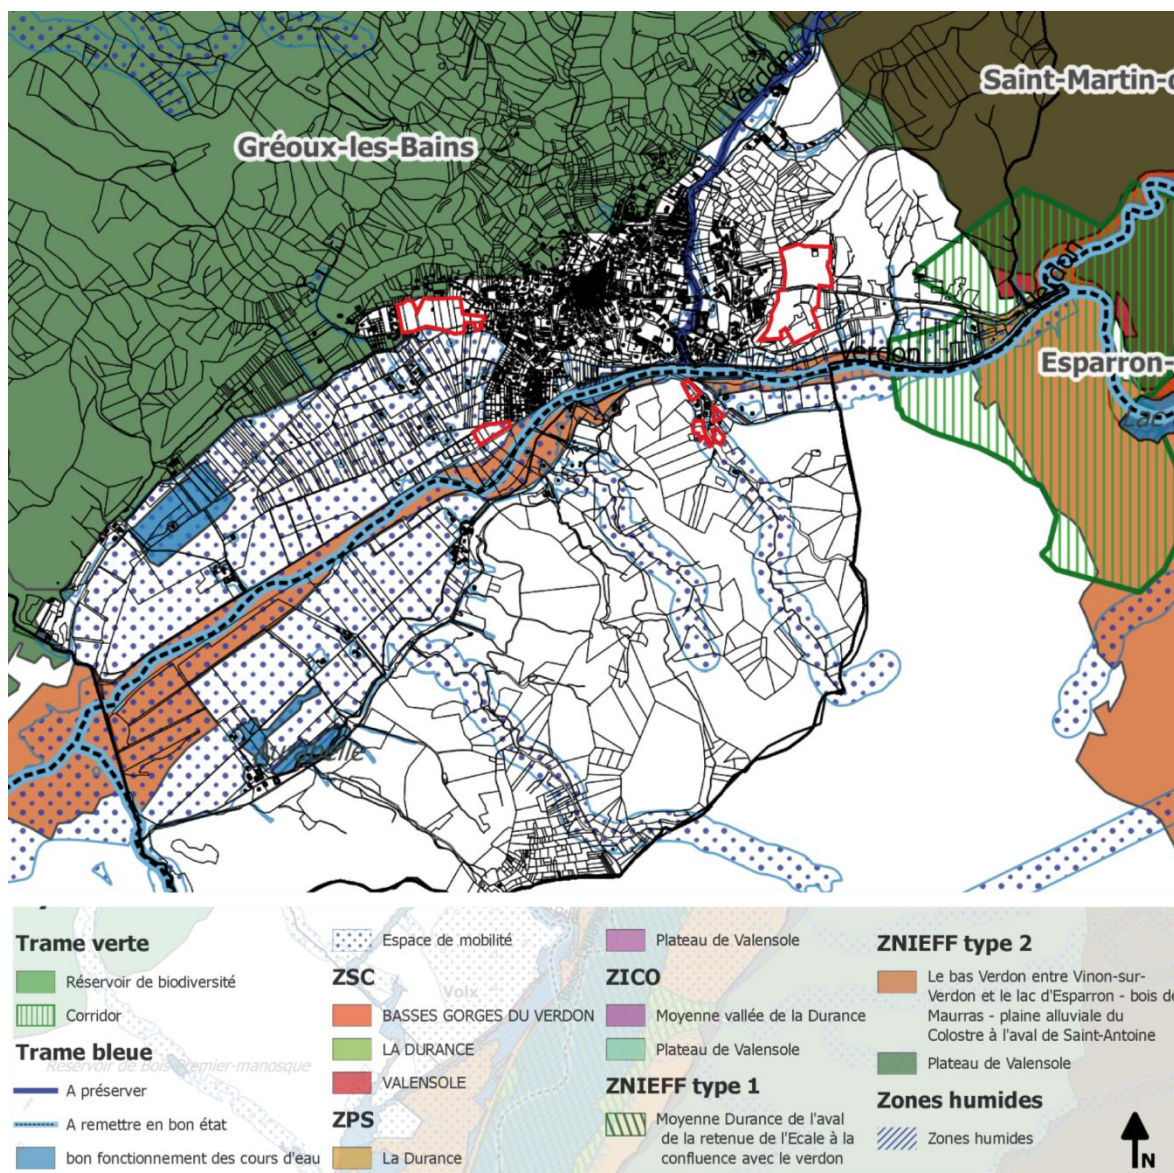 Saint-Martin-d
Verdon
Gréoux-les-Bains
Verdon
Verdon
Esparron-
Lac
Trame verte
Réservoir de biodiversité
Corridor
Trame bleue
A préserver
A remettre en bon état
bon fonctionnement des cours d'eau
Espace de mobilité
ZSC
BASSES GORGES DU VERDON
LA DURANCE
VALENSOLE
ZPS
La Durance
Plateau de Valensole
ZICO
Moyenne vallée de la Durance
Plateau de Valensole
ZNIEFF type 1
Moyenne Durance de l'aval
de la retenue de l'Ecale à la
confluence avec le verdon
ZNIEFF type 2
Le bas Verdon entre Vinon-sur-
Verdon et le lac d'Esparron - bois de
Maurras - plaine alluviale du
Colostre à l'aval de Saint-Antoine
Plateau de Valensole
Zones humides
Zones humides
Volx
N